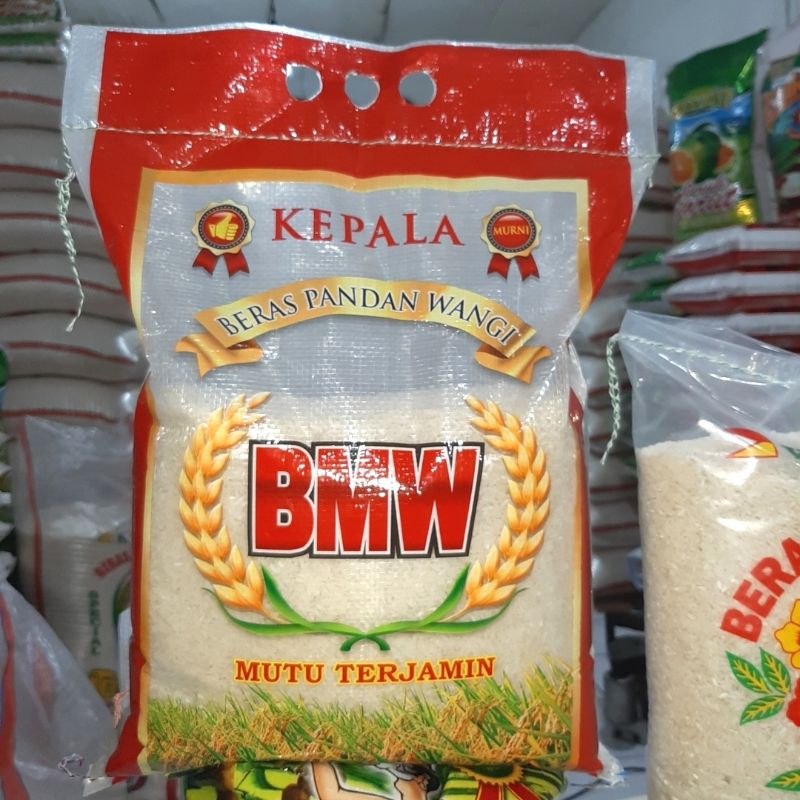 KEPALA
MURNI
BERAS PANDAN WANGI
BMW
MUTU TERJAMIN
BERA